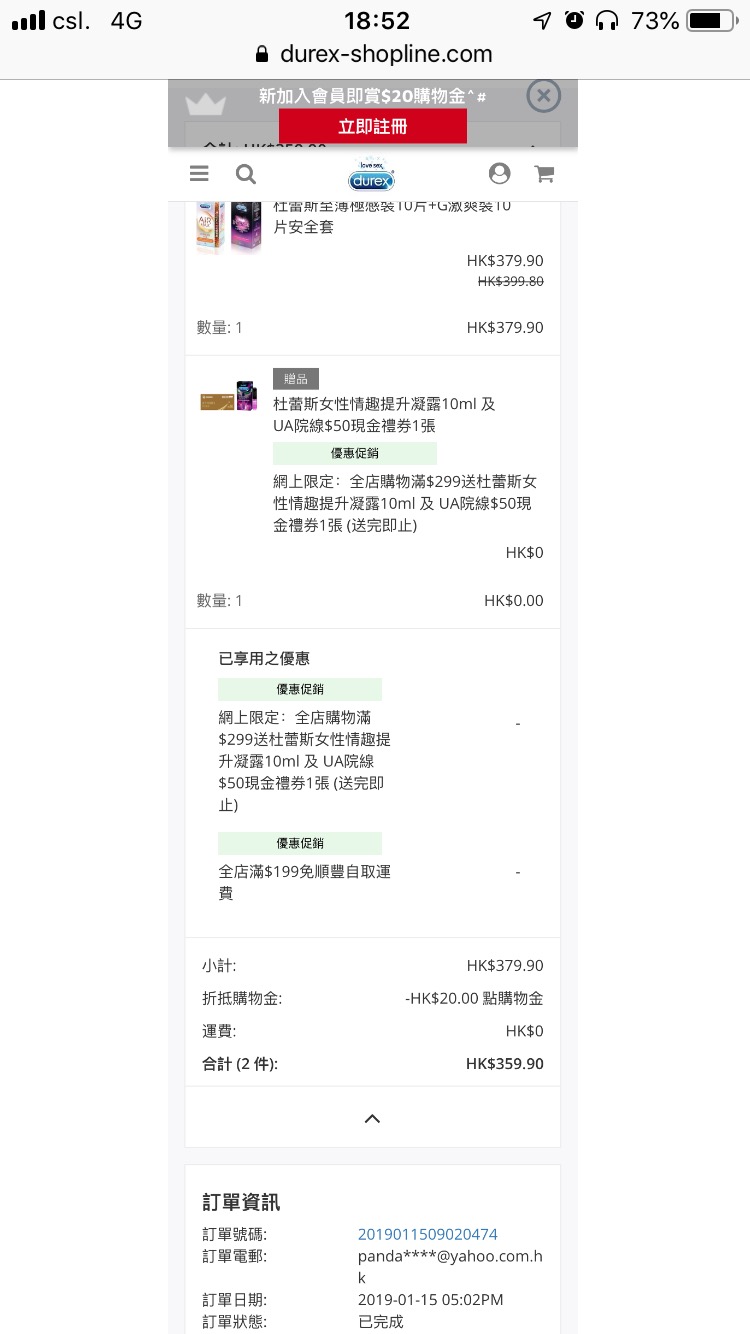 csl. 4G 18:52 73%
durex-shopline.com
新加入會員即賞$20購物金^#
立即註冊
合計: HK$359.90
love sex
durex
杜蕾斯至薄極感裝10片+G激爽裝10
片安全套
HK$379.90
HK$399.80
數量: 1 HK$379.90
贈品
杜蕾斯女性情趣提升凝露10ml 及
UA院線$50現金禮券1張
優惠促銷
網上限定：全店購物滿$299送杜蕾斯女
性情趣提升凝露10ml 及 UA院線$50現
金禮券1張 (送完即止)
HK$0
數量: 1 HK$0.00
已享用之優惠
優惠促銷
網上限定：全店購物滿 -
$299送杜蕾斯女性情趣提
升凝露10ml 及 UA院線
$50現金禮券1張 (送完即
止)
優惠促銷
全店滿$199免順豐自取運 -
費
小計: HK$379.90
折抵購物金: -HK$20.00 點購物金
運費: HK$0
合計 (2 件): HK$359.90
訂單資訊
訂單號碼: 2019011509020474
訂單電郵: panda****@yahoo.com.h
k
訂單日期: 2019-01-15 05:02PM
訂單狀態: 已完成